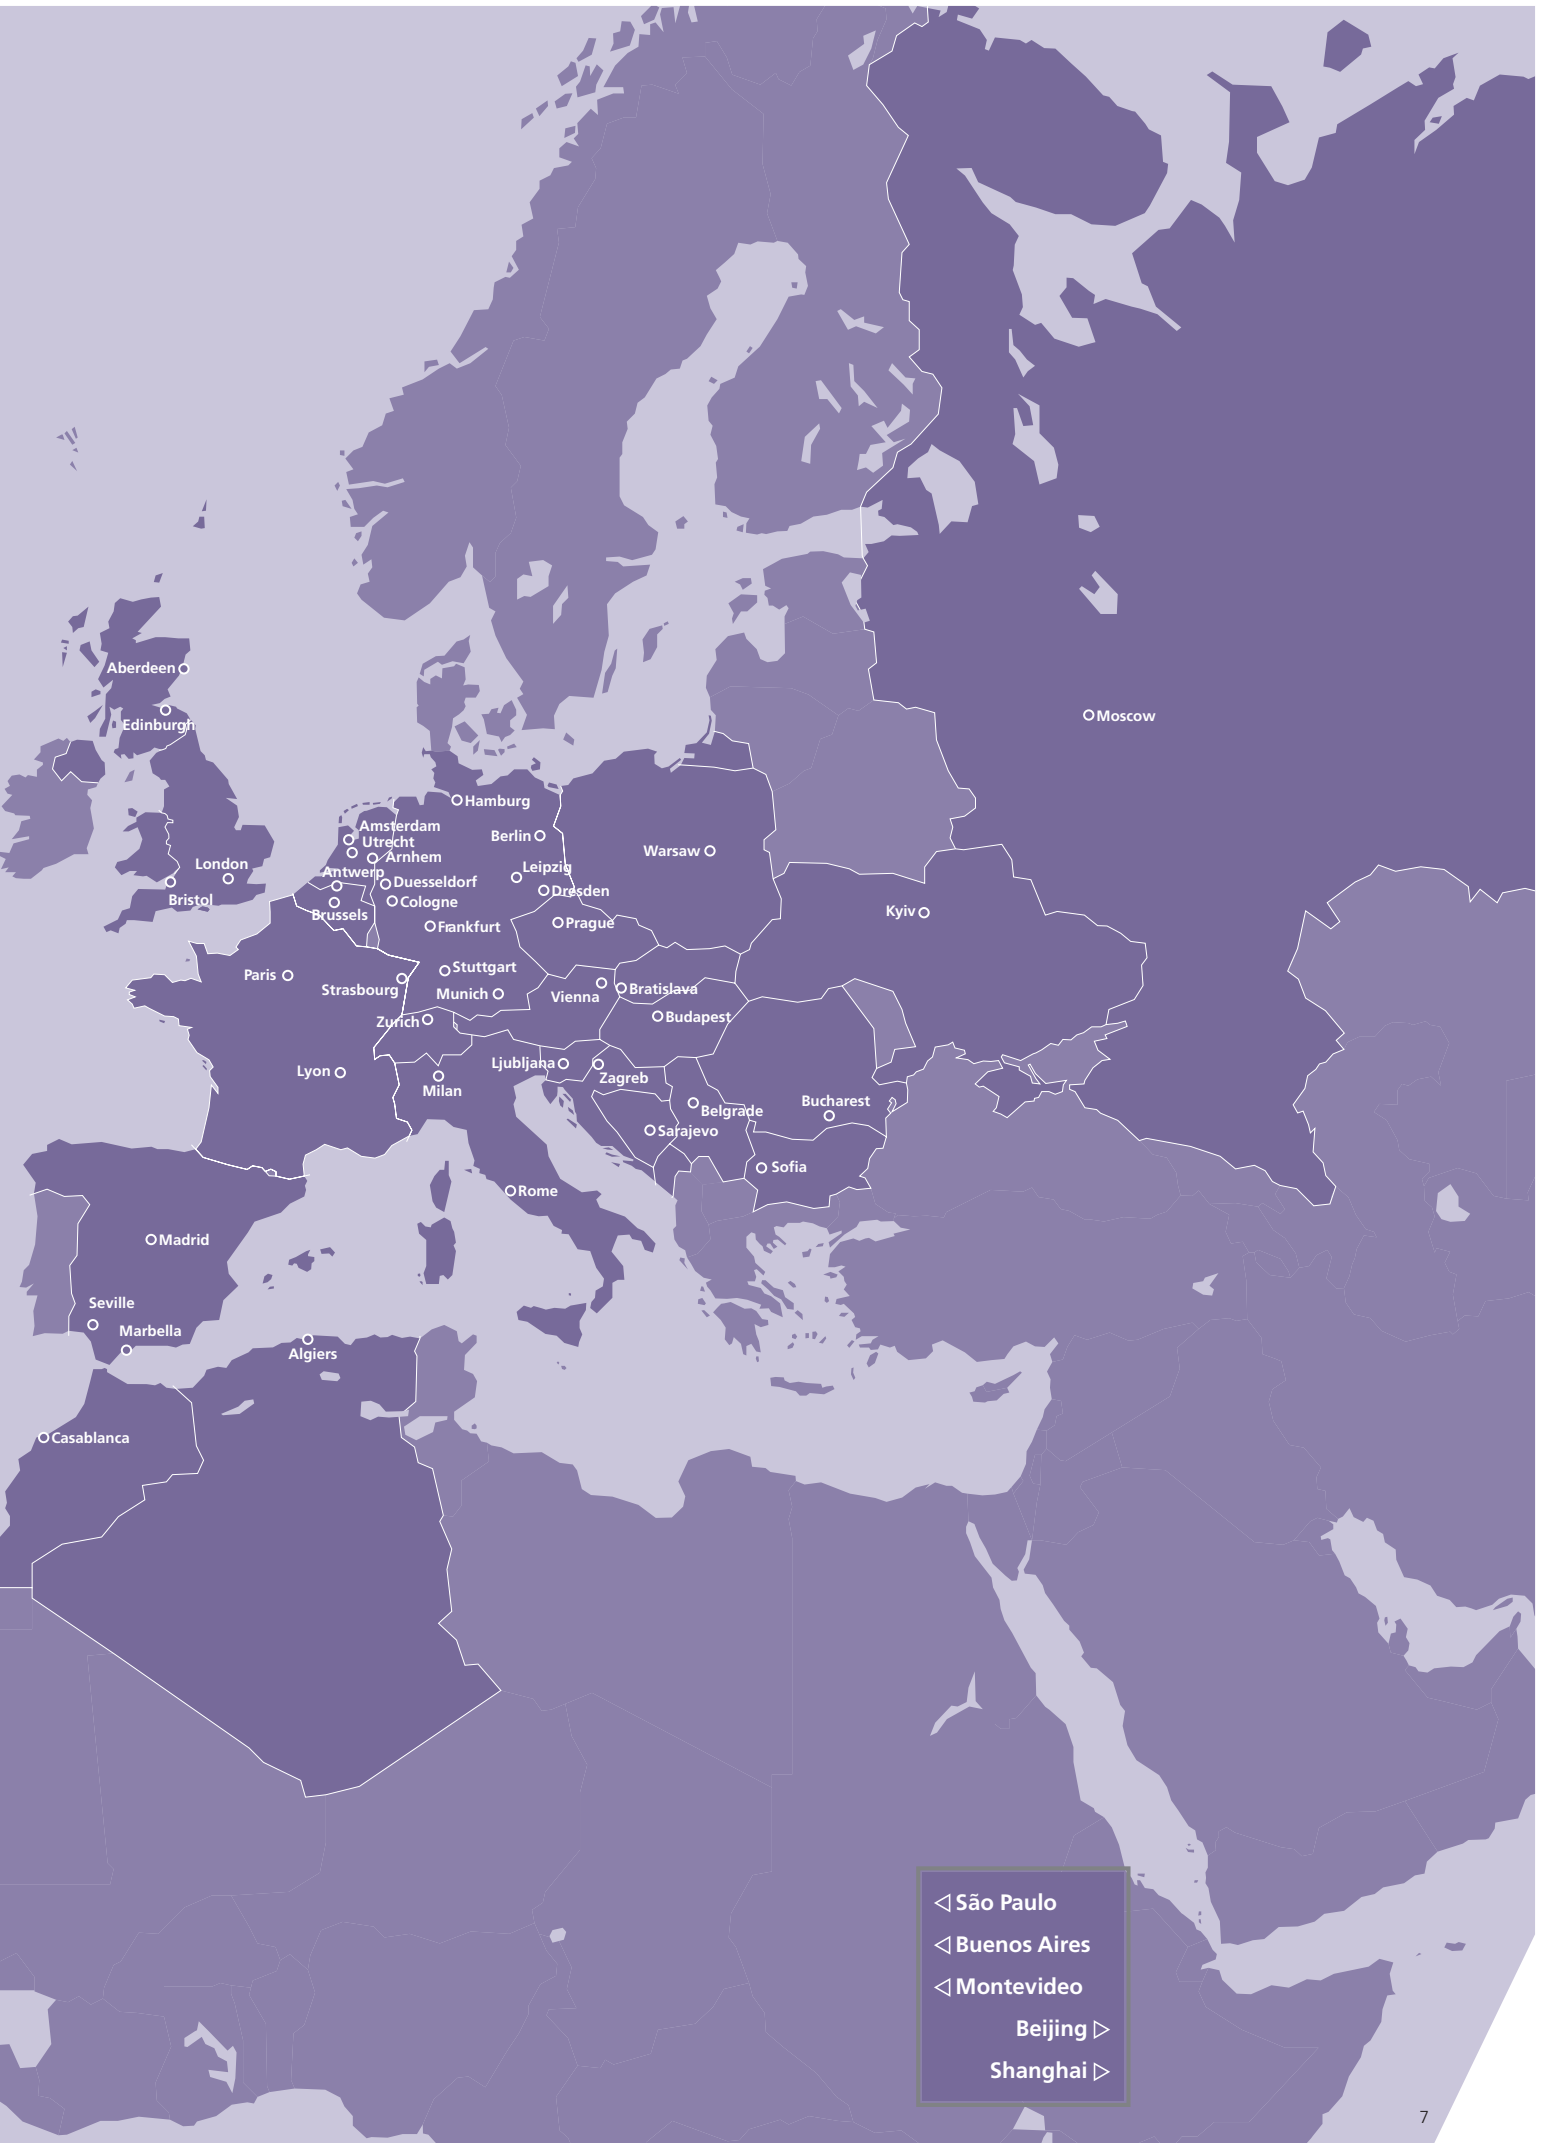 Aberdeen
Edinburgh
Moscow
Hamburg
Amsterdam
Berlin
Utrecht
Warsaw
Arnhem
London
Leipzig
Antwerp
Duesseldorf
Dresden
Bristol
Cologne
Brussels
Kyiv
Frankfurt
Prague
Stuttgart
Paris
Strasbourg
Munich
Vienna
Bratislava
Zurich
Budapest
Ljubljana
Lyon
Zagreb
Milan
Bucharest
Belgrade
Sarajevo
Sofia
Rome
Madrid
Seville
Marbella
Algiers
Casablanca
São Paulo
Buenos Aires
Montevideo
Beijing
Shanghai
7